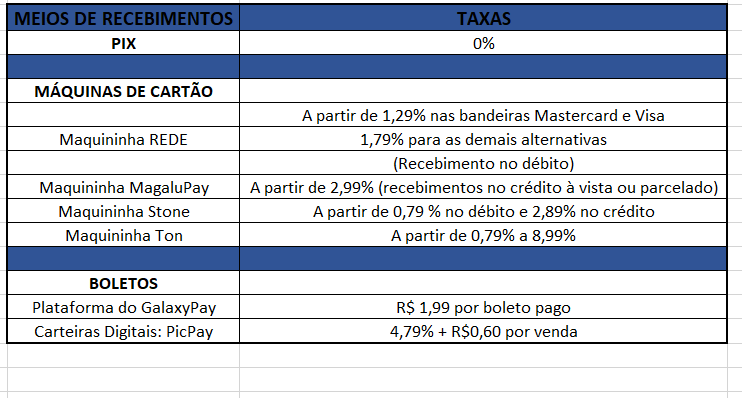 MEIOS DE RECEBIMENTOS TAXAS
PIX 0%
MÁQUINAS DE CARTÃO
A partir de 1,29% nas bandeiras Mastercard e Visa
Maquininha REDE 1,79% para as demais alternativas
(Recebimento no débito)
Maquininha MagaluPay A partir de 2,99% (recebimentos no crédito à vista ou parcelado)
Maquininha Stone A partir de 0,79 % no débito e 2,89% no crédito
Maquininha Ton A partir de 0,79% a 8,99%
BOLETOS
Plataforma do GalaxyPay R$ 1,99 por boleto pago
Carteiras Digitais: PicPay 4,79% + R$0,60 por venda